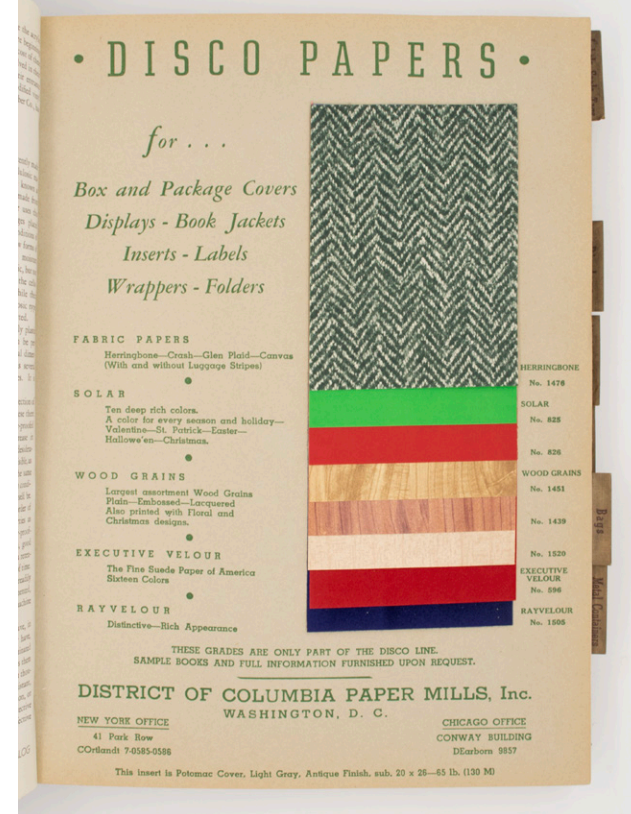 • DISCO PAPERS •
for . . .
Box and Package Covers
Displays - Book Jackets
Inserts - Labels
Wrappers - Folders
FABRIC PAPERS
Herringbone—Crash—Glen Plaid—Canvas
(With and without Luggage Stripes)
SOLAR
Ten deep rich colors.
A color for every season and holiday—
Valentine—St. Patrick—Easter—
Hallowe'en—Christmas.
WOOD GRAINS
Largest assortment Wood Grains
Plain—Embossed—Lacquered
Also printed with Floral and
Christmas designs.
EXECUTIVE VELOUR
The Fine Suede Paper of America
Sixteen Colors
RAYVELOUR
Distinctive—Rich Appearance
HERRINGBONE
No. 1476
SOLAR
No. 825
No. 826
WOOD GRAINS
No. 1451
No. 1439
No. 1520
EXECUTIVE
VELOUR
No. 596
RAYVELOUR
No. 1505
THESE GRADES ARE ONLY PART OF THE DISCO LINE.
SAMPLE BOOKS AND FULL INFORMATION FURNISHED UPON REQUEST.
DISTRICT OF COLUMBIA PAPER MILLS, Inc.
WASHINGTON, D. C.
NEW YORK OFFICE
41 Park Row
COrtlandt 7-0585-0586
CHICAGO OFFICE
CONWAY BUILDING
DEarborn 9857
This insert is Potomac Cover, Light Gray, Antique Finish, sub. 20 x 26—65 lb. (130 M)
Bags